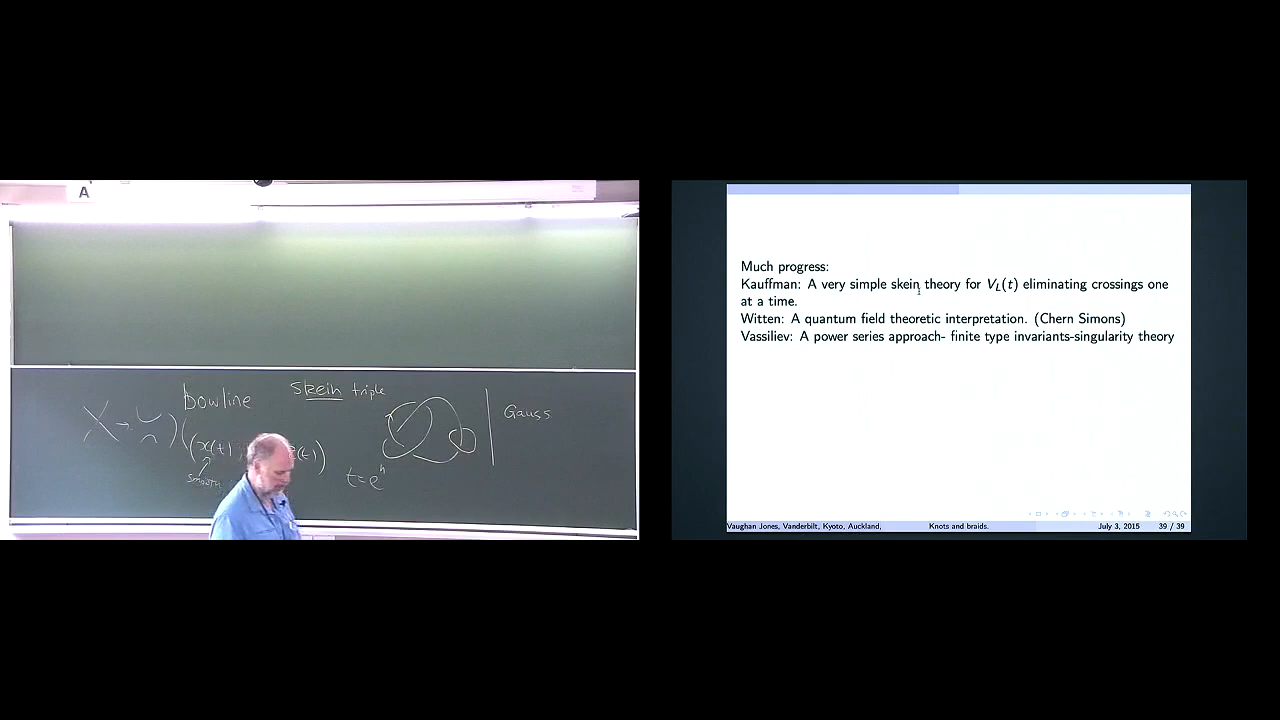 A
bowline
Skein triple
Gauss
(x(t)
z(t))
smooth
t=e^h
Much progress:
Kauffman: A very simple skein theory for V_L(t) eliminating crossings one
at a time.
Witten: A quantum field theoretic interpretation. (Chern Simons)
Vassiliev: A power series approach- finite type invariants-singularity theory
Vaughan Jones, Vanderbilt, Kyoto, Auckland, Knots and braids. July 3, 2015 39 / 39